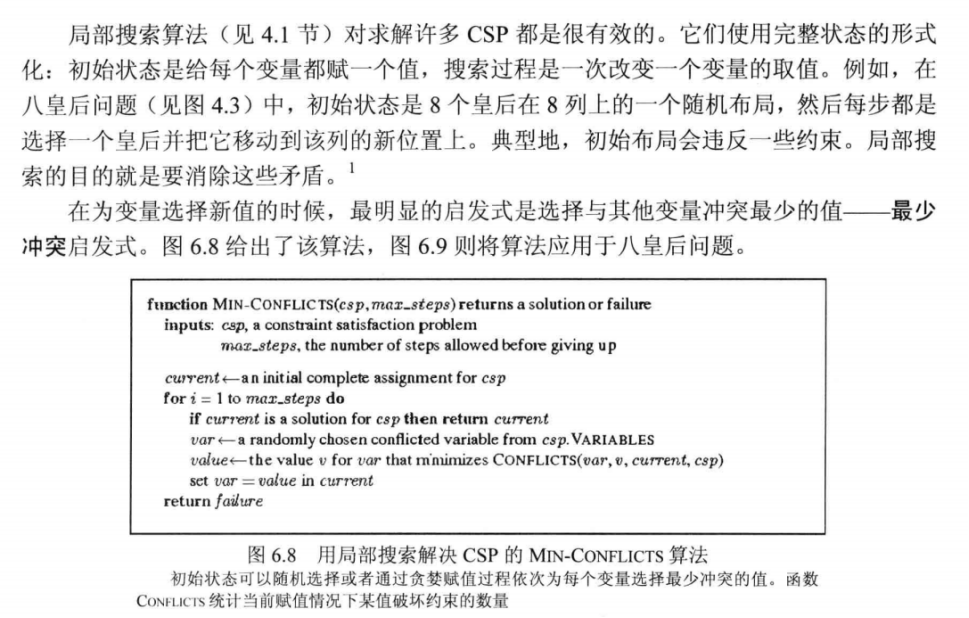 局部搜索算法（见 4.1 节）对求解许多 CSP 都是很有效的。它们使用完整状态的形式
化：初始状态是给每个变量都赋一个值，搜索过程是一次改变一个变量的取值。例如，在
八皇后问题（见图 4.3）中，初始状态是 8 个皇后在 8 列上的一个随机布局，然后每步都是
选择一个皇后并把它移动到该列的新位置上。典型地，初始布局会违反一些约束。局部搜
索的目的就是要消除这些矛盾。1
在为变量选择新值的时候，最明显的启发式是选择与其他变量冲突最少的值——最少
冲突启发式。图 6.8 给出了该算法，图 6.9 则将算法应用于八皇后问题。
function MIN-CONFLICTS(csp, max_steps) returns a solution or failure
inputs: csp, a constraint satisfaction problem
max_steps, the number of steps allowed before giving up
current ← an initial complete assignment for csp
for i = 1 to max_steps do
if current is a solution for csp then return current
var ← a randomly chosen conflicted variable from csp.VARIABLES
value ← the value v for var that minimizes CONFLICTS(var, v, current, csp)
set var = value in current
return failure
图 6.8 用局部搜索解决 CSP 的 MIN-CONFLICTS 算法
初始状态可以随机选择或者通过贪婪赋值过程依次为每个变量选择最少冲突的值。函数
CONFLICTS 统计当前赋值情况下某值破坏约束的数量